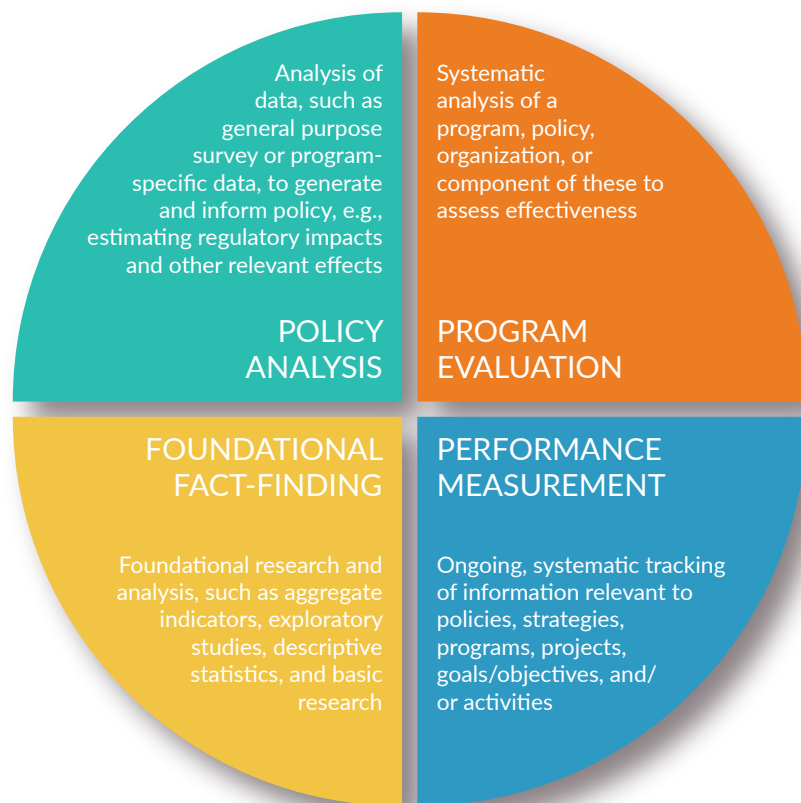 Analysis of
data, such as
general purpose
survey or program-
specific data, to generate
and inform policy, e.g.,
estimating regulatory impacts
and other relevant effects
POLICY
ANALYSIS
Systematic
analysis of a
program, policy,
organization, or
component of these to
assess effectiveness
PROGRAM
EVALUATION
FOUNDATIONAL
FACT-FINDING
Foundational research and
analysis, such as aggregate
indicators, exploratory
studies, descriptive
statistics, and basic
research
PERFORMANCE
MEASUREMENT
Ongoing, systematic tracking
of information relevant to
policies, strategies,
programs, projects,
goals/objectives, and/
or activities